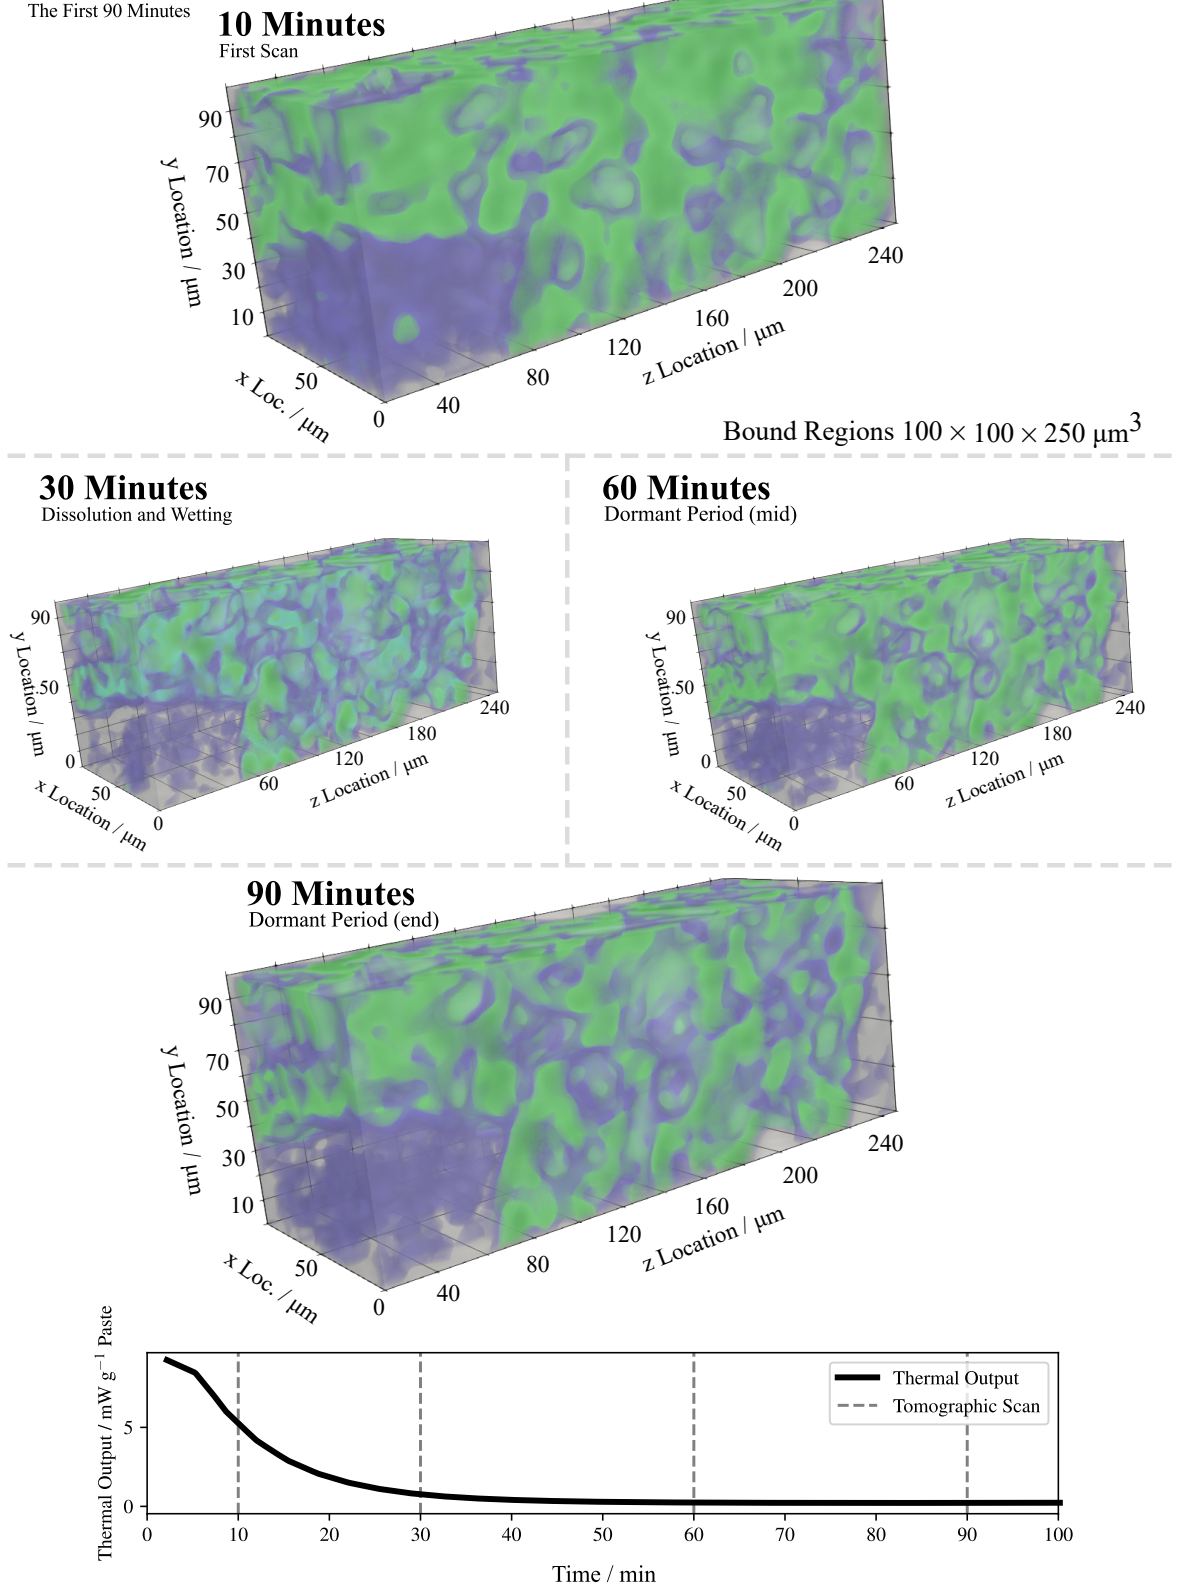 The First 90 Minutes
10 Minutes
First Scan
90
70
50
30
10
y Location / μm
x Loc. / μm
50
0
40
80
120
160
200
240
z Location / μm
Bound Regions 100 × 100 × 250 μm³
30 Minutes
Dissolution and Wetting
90
50
0
y Location / μm
50
0
x Location / μm
60
120
180
240
z Location / μm
60 Minutes
Dormant Period (mid)
90
50
0
y Location / μm
50
0
x Location / μm
60
120
180
240
z Location / μm
90 Minutes
Dormant Period (end)
90
70
50
30
10
y Location / μm
x Loc. / μm
50
0
40
80
120
160
200
240
z Location / μm
Thermal Output / mW g⁻¹ Paste
5
0
Thermal Output
Tomographic Scan
0 10 20 30 40 50 60 70 80 90 100
Time / min